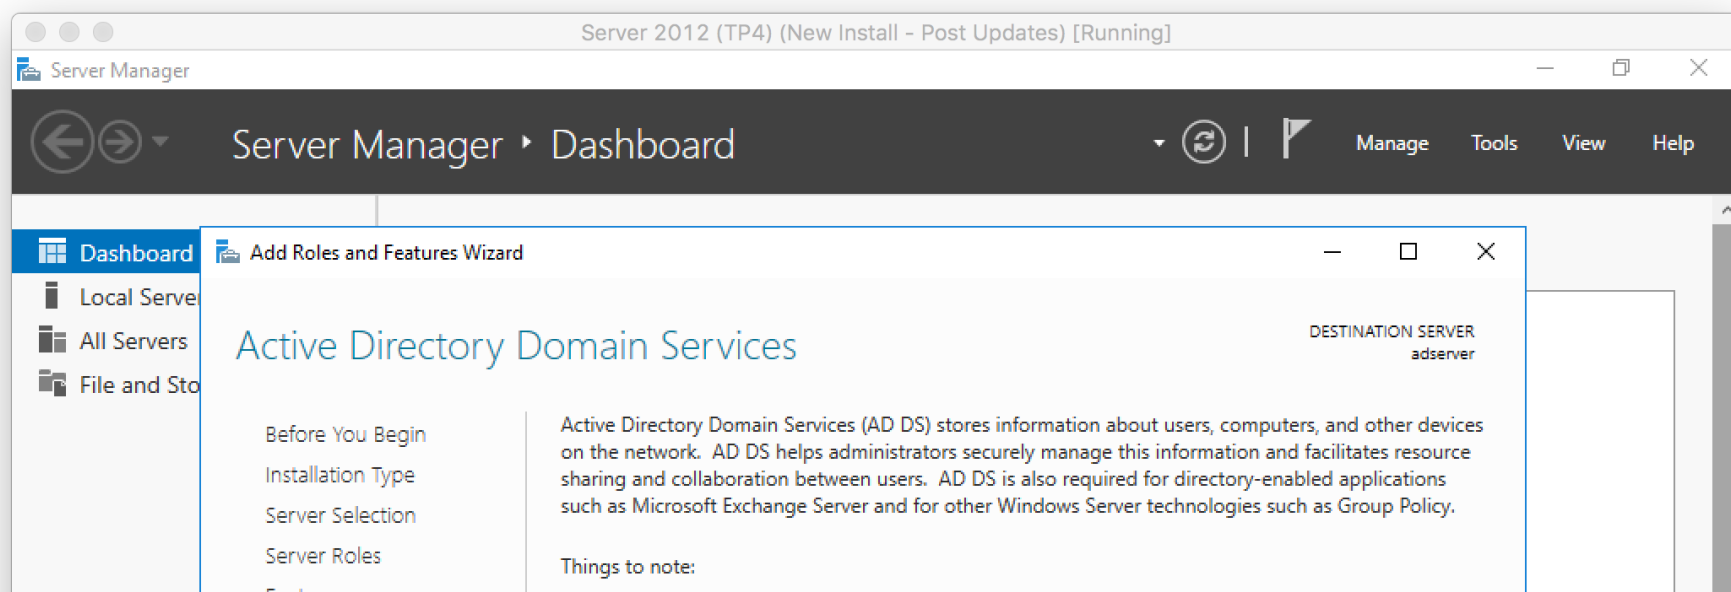 Server 2012 (TP4) (New Install - Post Updates) [Running]
Server Manager
Server Manager ‣ Dashboard
Manage Tools View Help
Dashboard
Local Server
All Servers
File and Sto
Add Roles and Features Wizard
Active Directory Domain Services
DESTINATION SERVER
adserver
Before You Begin
Installation Type
Server Selection
Server Roles
Active Directory Domain Services (AD DS) stores information about users, computers, and other devices
on the network. AD DS helps administrators securely manage this information and facilitates resource
sharing and collaboration between users. AD DS is also required for directory-enabled applications
such as Microsoft Exchange Server and for other Windows Server technologies such as Group Policy.
Things to note: